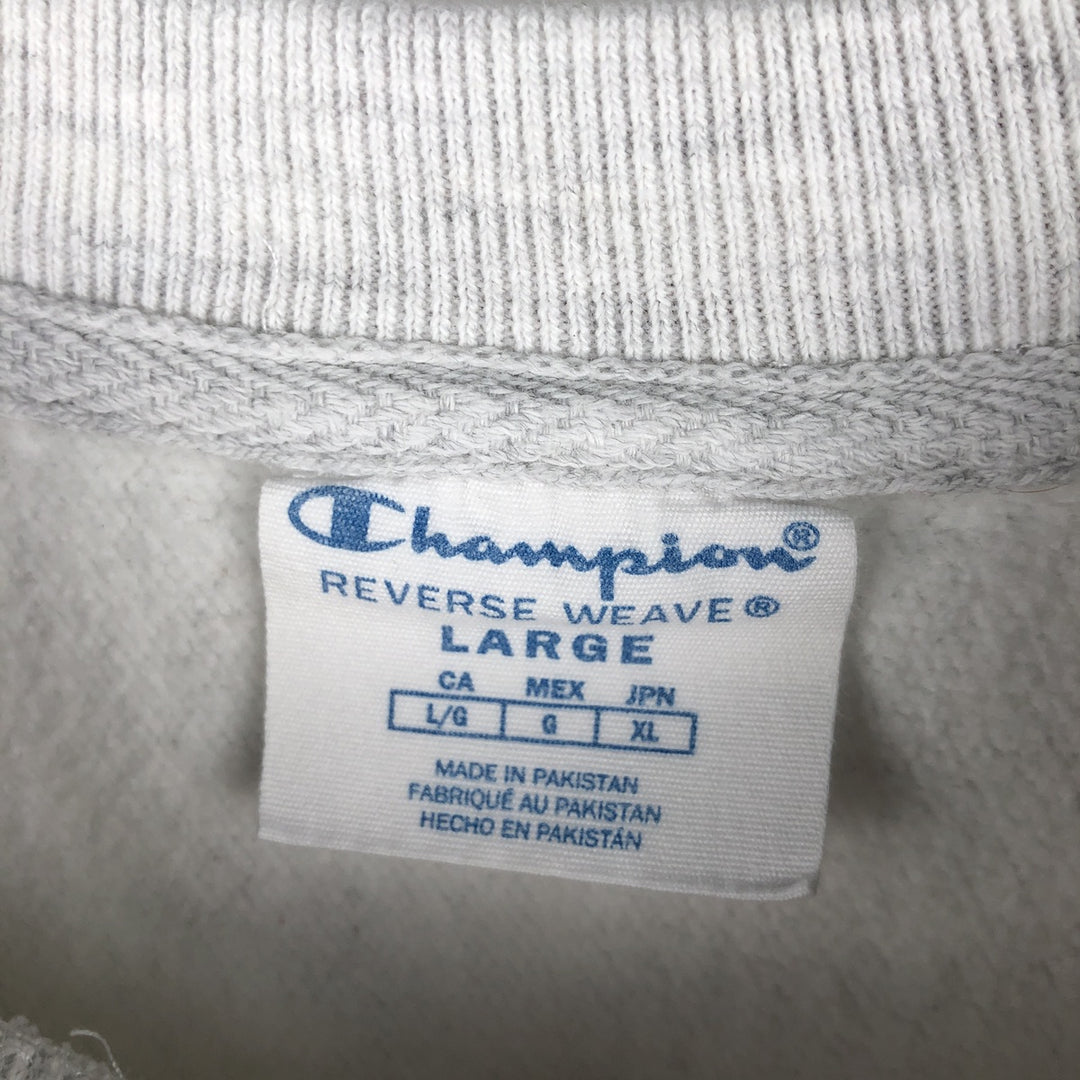 Champion®
REVERSE WEAVE®
LARGE
CA MEX JPN
L/G G XL
MADE IN PAKISTAN
FABRIQUÉ AU PAKISTAN
HECHO EN PAKISTÁN